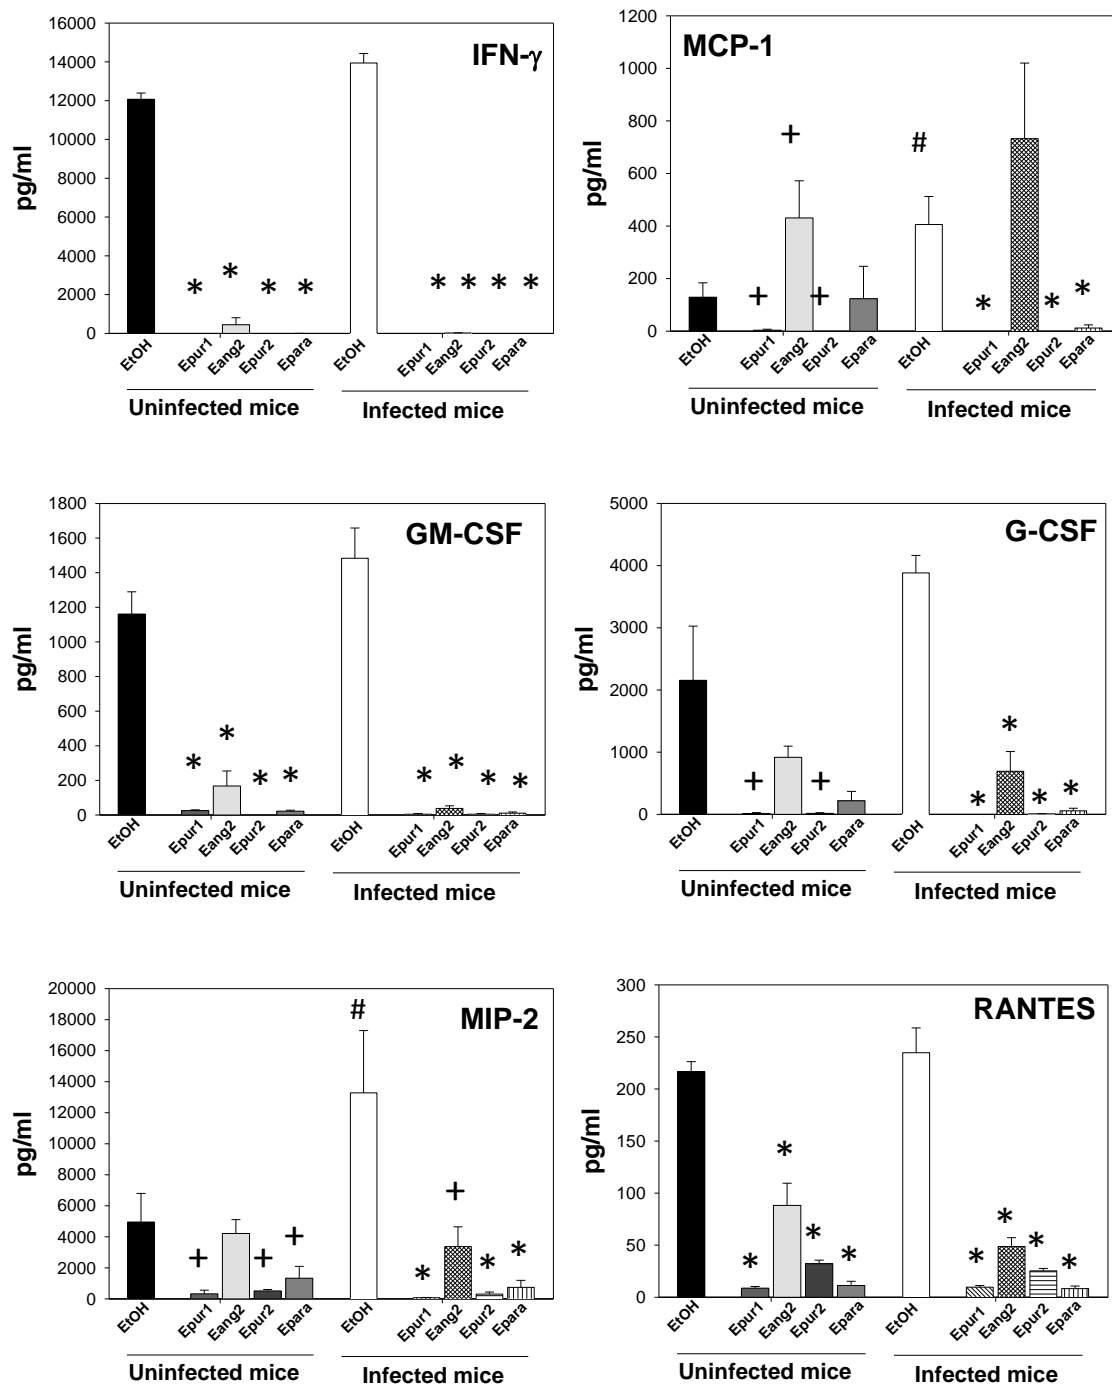 IFN-γ
pg/ml
16000
14000
12000
10000
8000
6000
4000
2000
0
* * * * * * * *
EtOH Epur1 Eang2 Epur2 Epara EtOH Epur1 Eang2 Epur2 Epara
Uninfected mice Infected mice
MCP-1
pg/ml
1200
1000
800
600
400
200
0
+ + + # * * *
EtOH Epur1 Eang2 Epur2 Epara EtOH Epur1 Eang2 Epur2 Epara
Uninfected mice Infected mice
GM-CSF
pg/ml
1800
1600
1400
1200
1000
800
600
400
200
0
* * * * * * * *
EtOH Epur1 Eang2 Epur2 Epara EtOH Epur1 Eang2 Epur2 Epara
Uninfected mice Infected mice
G-CSF
pg/ml
5000
4000
3000
2000
1000
0
+ + * * * *
EtOH Epur1 Eang2 Epur2 Epara EtOH Epur1 Eang2 Epur2 Epara
Uninfected mice Infected mice
MIP-2
pg/ml
20000
18000
16000
14000
12000
10000
8000
6000
4000
2000
0
+ + + # * + * *
EtOH Epur1 Eang2 Epur2 Epara EtOH Epur1 Eang2 Epur2 Epara
Uninfected mice Infected mice
RANTES
pg/ml
300
250
200
150
100
50
0
* * * * * * * *
EtOH Epur1 Eang2 Epur2 Epara EtOH Epur1 Eang2 Epur2 Epara
Uninfected mice Infected mice